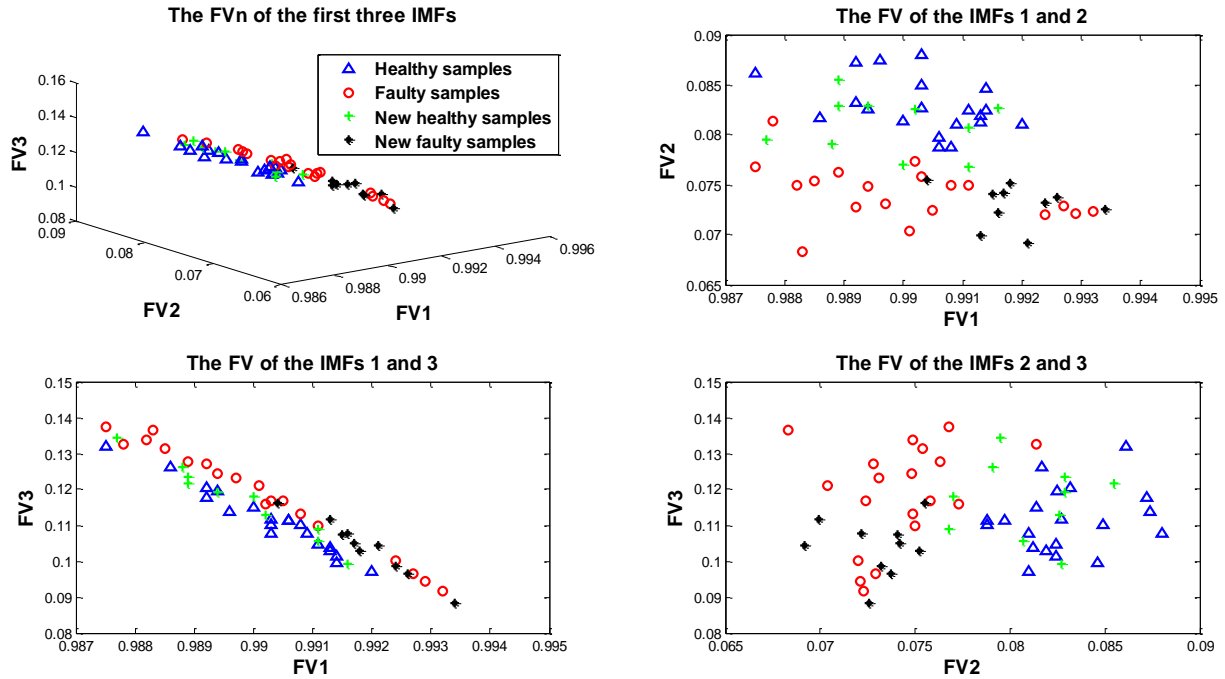 The FVn of the first three IMFs
FV3
0.16
0.14
0.12
0.1
0.08
0.09
0.08
0.07
0.06
FV2
0.986
0.988
0.99
0.992
0.994
0.996
FV1
Healthy samples
Faulty samples
New healthy samples
New faulty samples
The FV of the IMFs 1 and 2
FV2
0.09
0.085
0.08
0.075
0.07
0.065
0.987 0.988 0.989 0.99 0.991 0.992 0.993 0.994 0.995
FV1
The FV of the IMFs 1 and 3
FV3
0.15
0.14
0.13
0.12
0.11
0.1
0.09
0.08
0.987 0.988 0.989 0.99 0.991 0.992 0.993 0.994 0.995
FV1
The FV of the IMFs 2 and 3
FV3
0.15
0.14
0.13
0.12
0.11
0.1
0.09
0.08
0.065 0.07 0.075 0.08 0.085 0.09
FV2